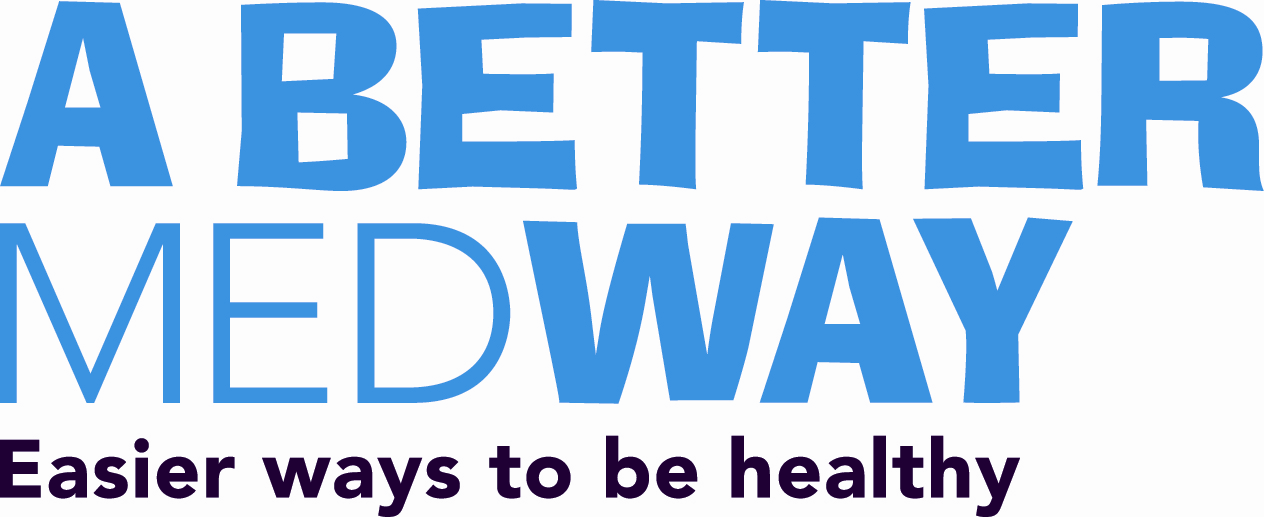 A BETTER
MEDWAY
Easier ways to be healthy